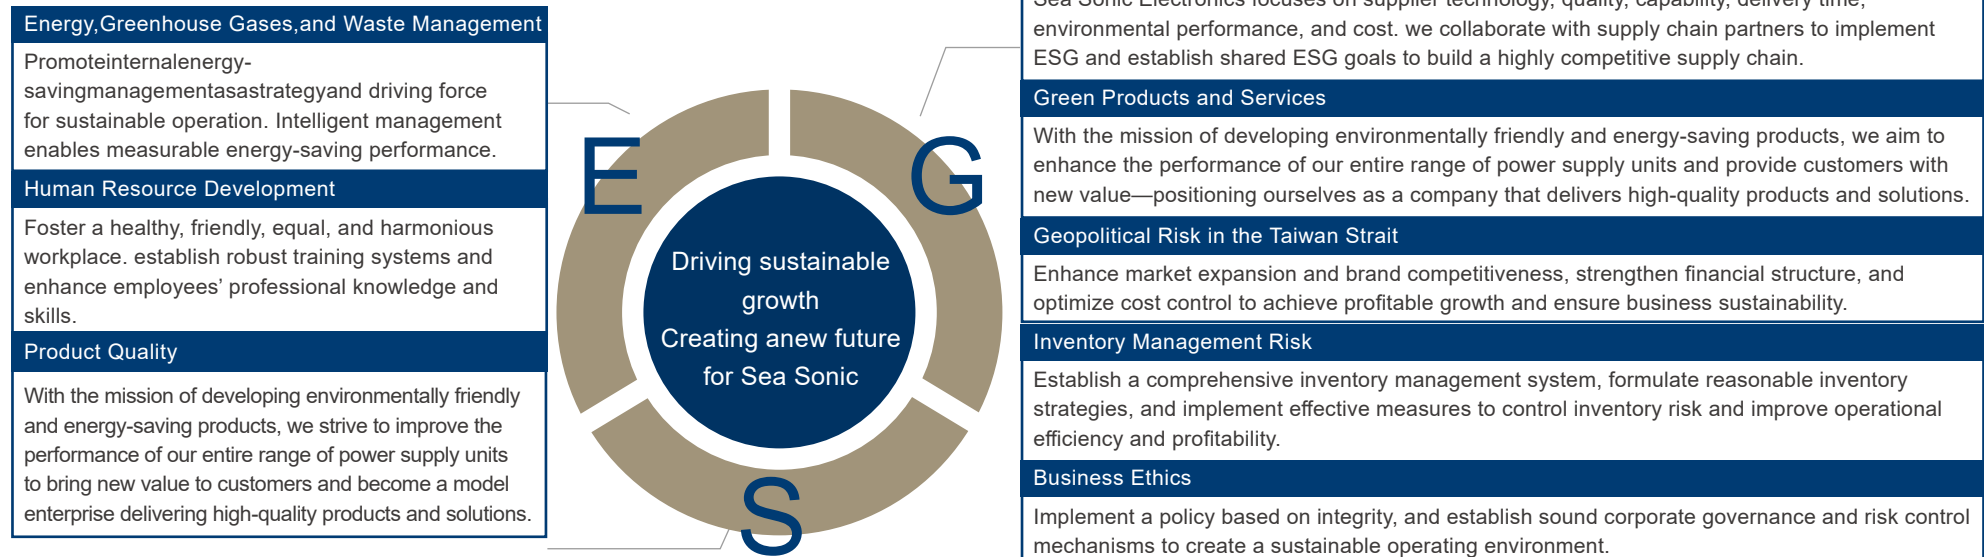 Energy,Greenhouse Gases,and Waste Management
Promoteinternalenergy-
savingmanagementasastrategyand driving force
for sustainable operation. Intelligent management
enables measurable energy-saving performance.
Human Resource Development
Foster a healthy, friendly, equal, and harmonious
workplace. establish robust training systems and
enhance employees’ professional knowledge and
skills.
Product Quality
With the mission of developing environmentally friendly
and energy-saving products, we strive to improve the
performance of our entire range of power supply units
to bring new value to customers and become a model
enterprise delivering high-quality products and solutions.
E
G
S
Driving sustainable
growth
Creating anew future
for Sea Sonic
Sea Sonic Electronics focuses on supplier technology, quality, capability, delivery time,
environmental performance, and cost. we collaborate with supply chain partners to implement
ESG and establish shared ESG goals to build a highly competitive supply chain.
Green Products and Services
With the mission of developing environmentally friendly and energy-saving products, we aim to
enhance the performance of our entire range of power supply units and provide customers with
new value—positioning ourselves as a company that delivers high-quality products and solutions.
Geopolitical Risk in the Taiwan Strait
Enhance market expansion and brand competitiveness, strengthen financial structure, and
optimize cost control to achieve profitable growth and ensure business sustainability.
Inventory Management Risk
Establish a comprehensive inventory management system, formulate reasonable inventory
strategies, and implement effective measures to control inventory risk and improve operational
efficiency and profitability.
Business Ethics
Implement a policy based on integrity, and establish sound corporate governance and risk control
mechanisms to create a sustainable operating environment.